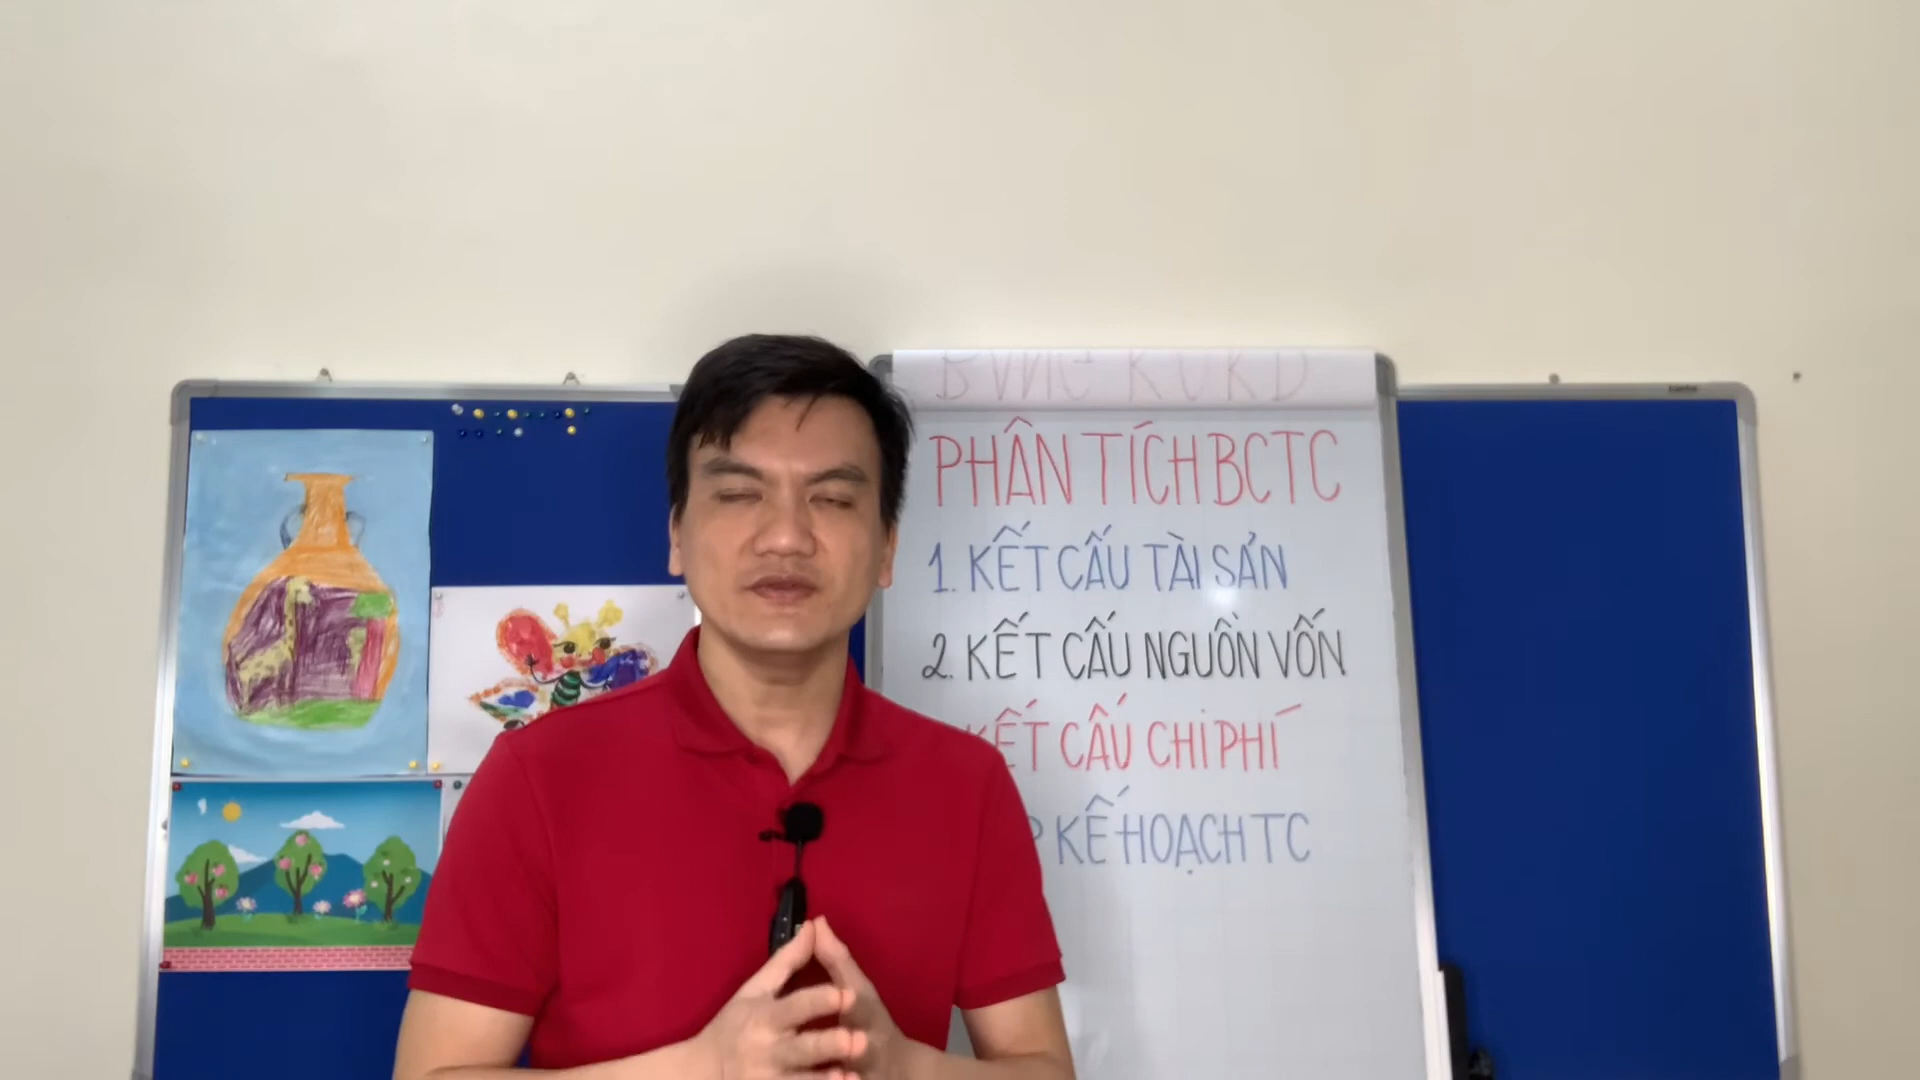 PHÂN TÍCH BCTC
1. KẾT CẤU TÀI SẢN
2. KẾT CẤU NGUỒN VỐN
KẾT CẤU CHI PHÍ
KẾ HOẠCH TC